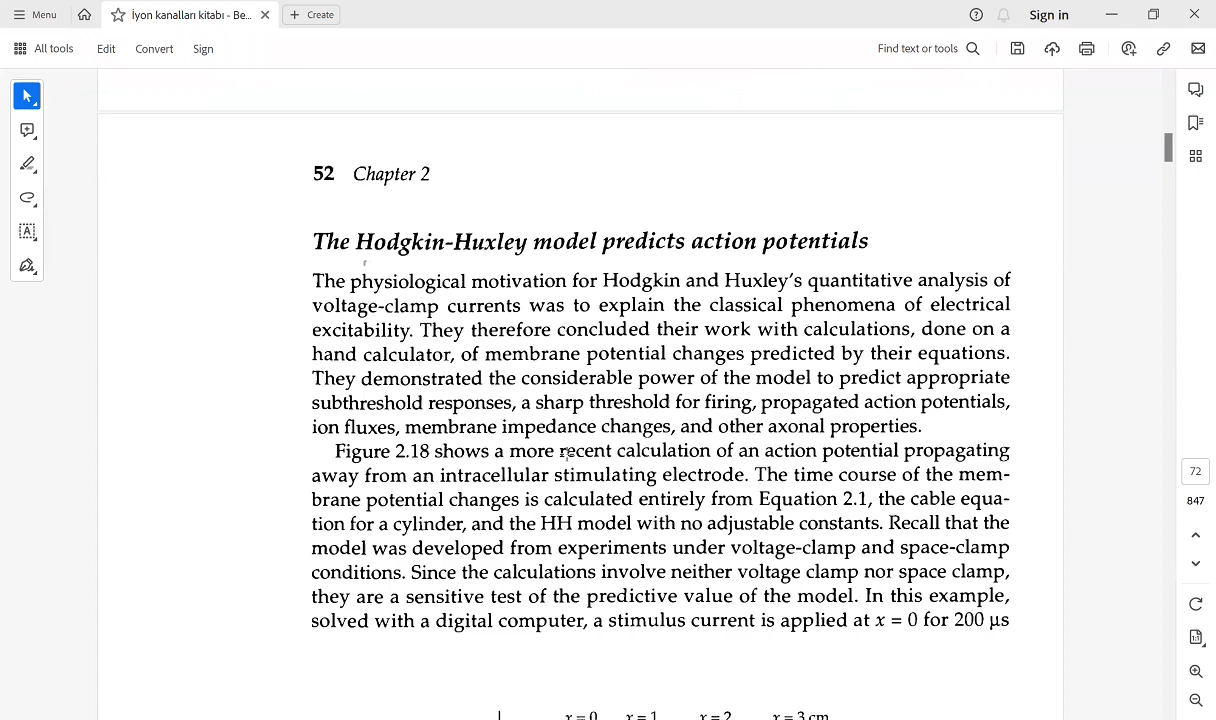 Menu
İyon kanalları kitabı - Be...
Create
Sign in
All tools
Edit
Convert
Sign
Find text or tools
52 Chapter 2
The Hodgkin-Huxley model predicts action potentials
The physiological motivation for Hodgkin and Huxley's quantitative analysis of
voltage-clamp currents was to explain the classical phenomena of electrical
excitability. They therefore concluded their work with calculations, done on a
hand calculator, of membrane potential changes predicted by their equations.
They demonstrated the considerable power of the model to predict appropriate
subthreshold responses, a sharp threshold for firing, propagated action potentials,
ion fluxes, membrane impedance changes, and other axonal properties.
Figure 2.18 shows a more recent calculation of an action potential propagating
away from an intracellular stimulating electrode. The time course of the mem-
brane potential changes is calculated entirely from Equation 2.1, the cable equa-
tion for a cylinder, and the HH model with no adjustable constants. Recall that the
model was developed from experiments under voltage-clamp and space-clamp
conditions. Since the calculations involve neither voltage clamp nor space clamp,
they are a sensitive test of the predictive value of the model. In this example,
solved with a digital computer, a stimulus current is applied at x = 0 for 200 μs
x = 0 x = 1 x = 2 x = 3 cm
72
847